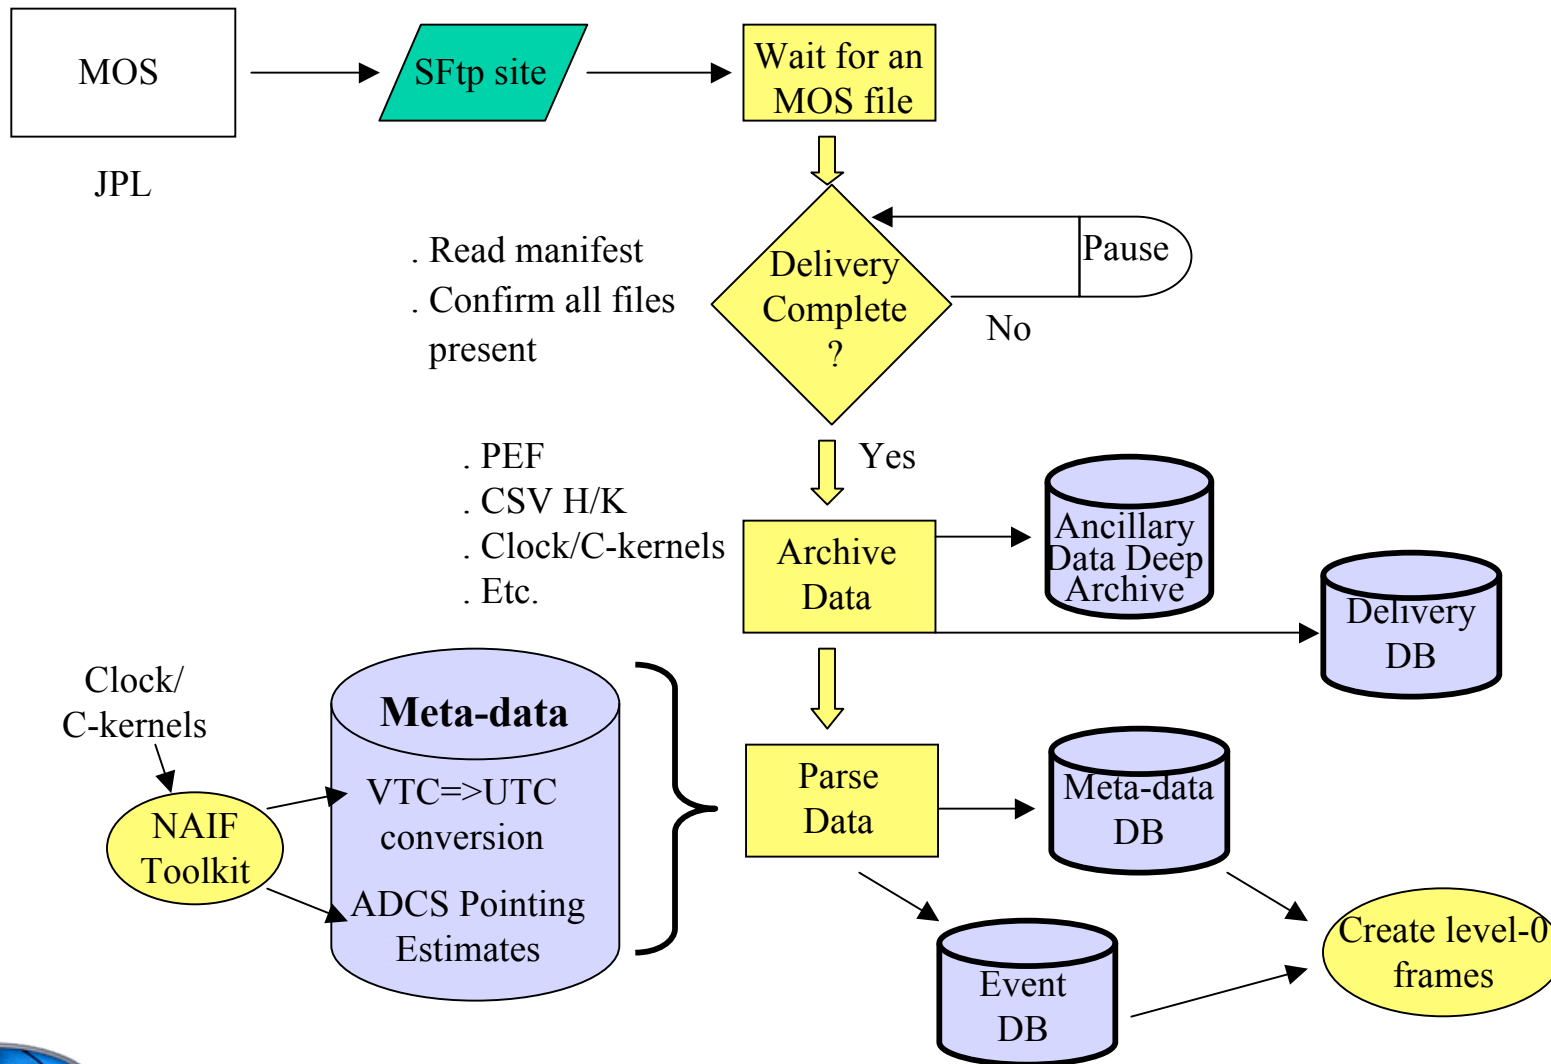 MOS
JPL
SFtp site
Wait for an
MOS file
. Read manifest
. Confirm all files
present
Delivery
Complete
?
Pause
No
Yes
. PEF
. CSV H/K
. Clock/C-kernels
. Etc.
Archive
Data
Ancillary
Data Deep
Archive
Delivery
DB
Clock/
C-kernels
NAIF
Toolkit
Meta-data
VTC=>UTC
conversion
ADCS Pointing
Estimates
Parse
Data
Meta-data
DB
Event
DB
Create level-0
frames